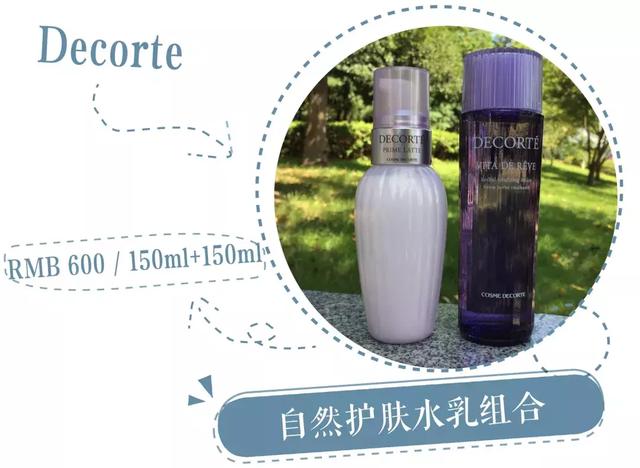 Decorte
RMB 600 / 150ml+150ml
DECORTÉ
PRIME LATTE
COSME DECORTE
DECORTÉ
VITA DE RÊVE
COSME DECORTE
自然护肤水乳组合